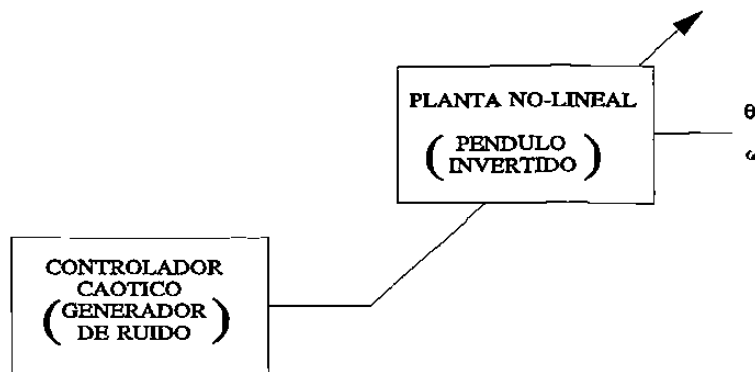 PLANTA NO-LINEAL
(PENDULO
INVERTIDO)
θ
CONTROLADOR
CAOTICO
(GENERADOR
DE RUIDO)